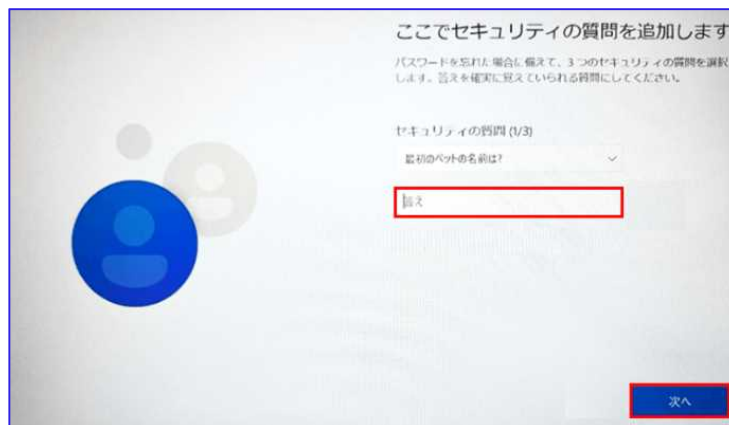 ここでセキュリティの質問を追加します
パスワードを忘れた場合に備えて、3 つのセキュリティの質問を選択
します。答えを確実に覚えていられる質問にしてください。
セキュリティの質問 (1/3)
最初のペットの名前は?
答え
次へ